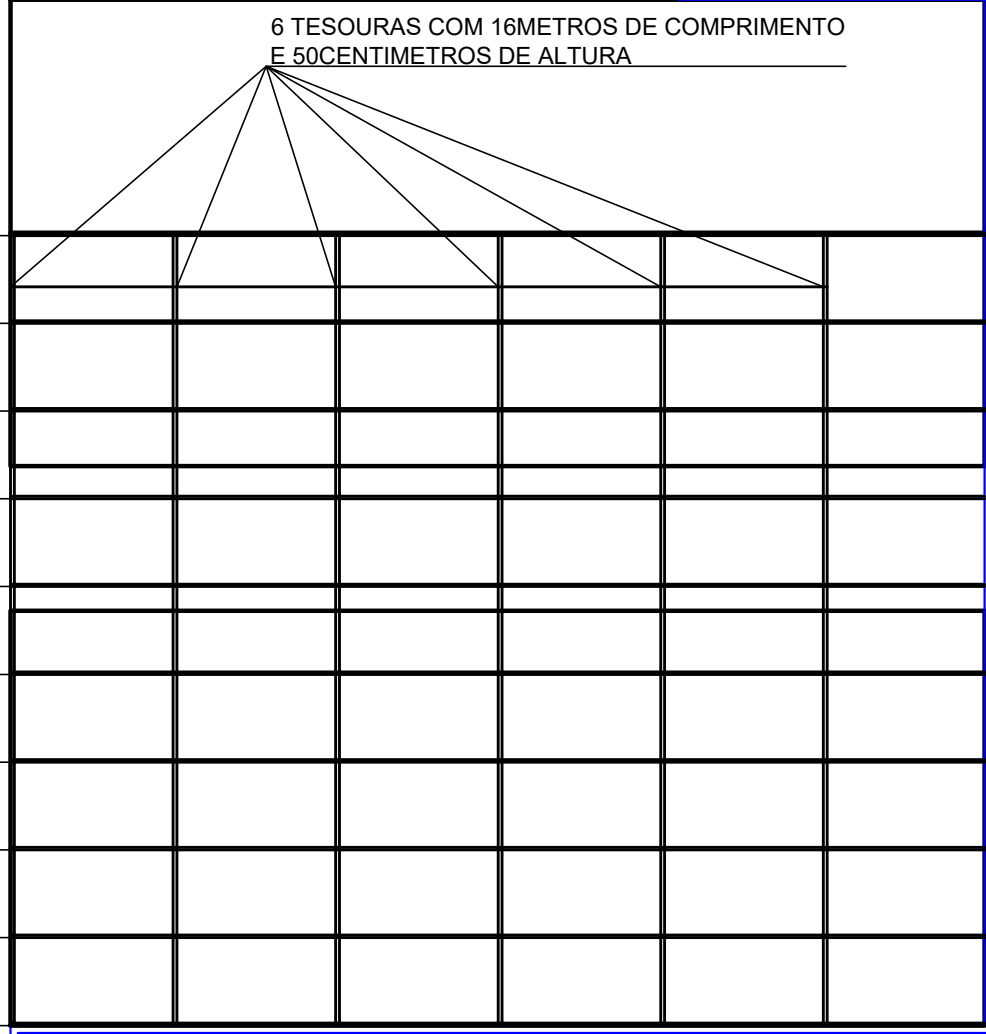 6 TESOURAS COM 16METROS DE COMPRIMENTO
E 50CENTIMETROS DE ALTURA